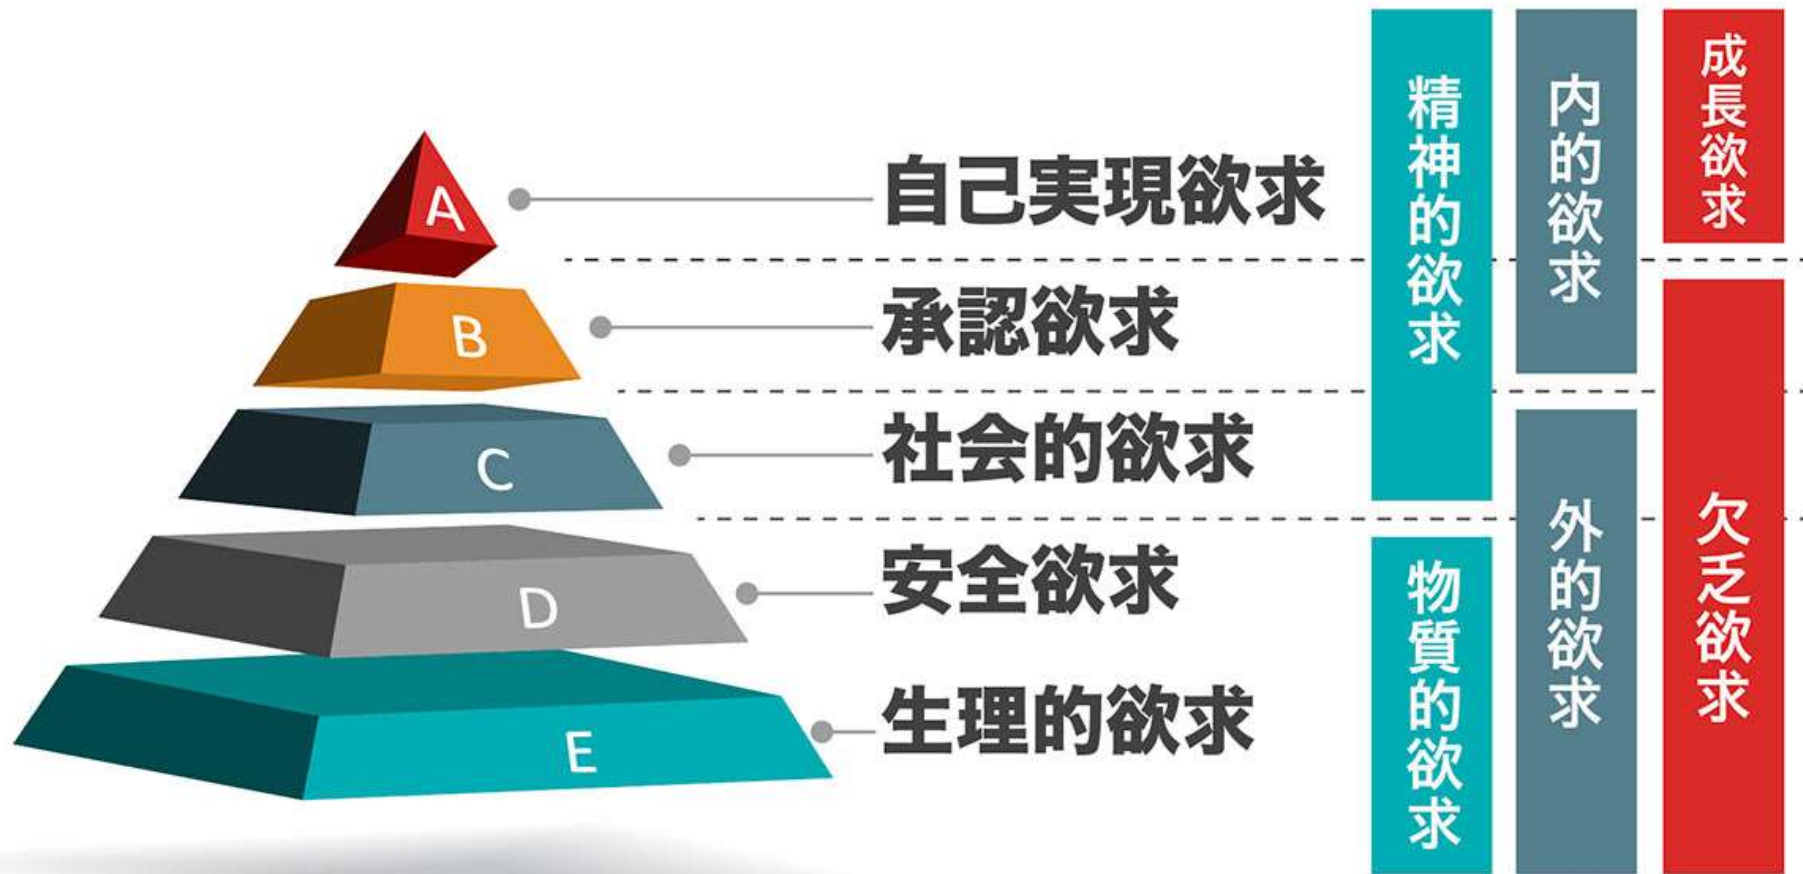 A
自己実現欲求
B
承認欲求
C
社会的欲求
D
安全欲求
E
生理的欲求
精神的欲求
物質的欲求
内的欲求
外的欲求
成長欲求
欠乏欲求